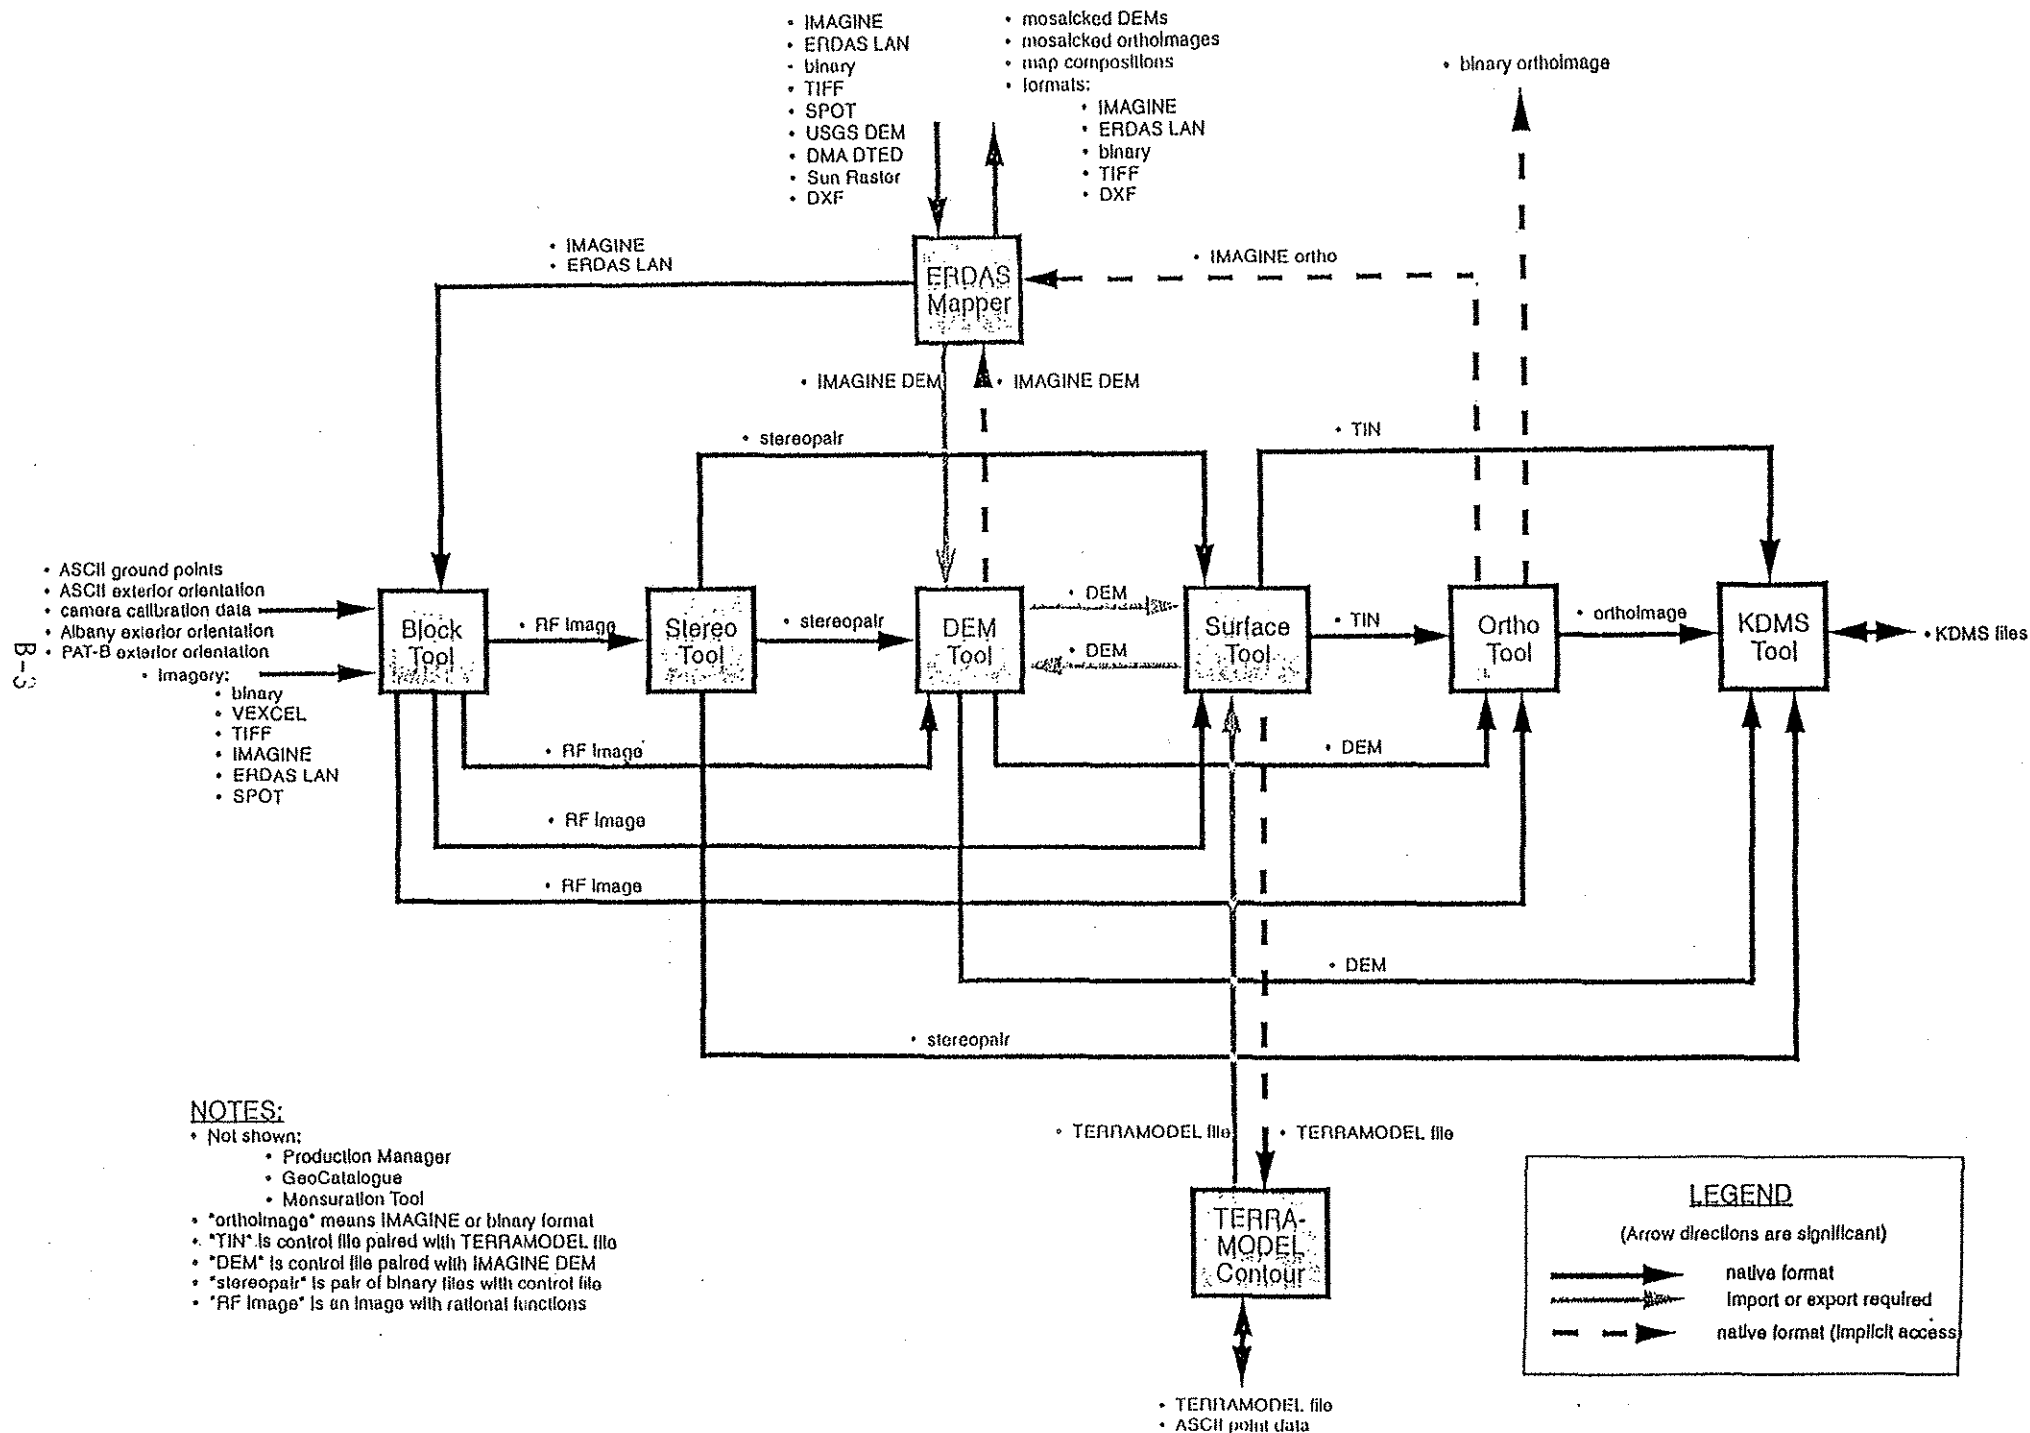 • IMAGINE
• ERDAS LAN
• binary
• TIFF
• SPOT
• USGS DEM
• DMA DTED
• Sun Raster
• DXF
• mosaicked DEMs
• mosaicked orthoimages
• map compositions
• formats:
• IMAGINE
• ERDAS LAN
• binary
• TIFF
• DXF
• binary orthoimage
• IMAGINE
• ERDAS LAN
ERDAS
Mapper
• IMAGINE ortho
• IMAGINE DEM
• IMAGINE DEM
• stereopair
• TIN
• ASCII ground points
• ASCII exterior orientation
• camera calibration data
• Albany exterior orientation
• PAT-B exterior orientation
• Imagery:
• binary
• VEXCEL
• TIFF
• IMAGINE
• ERDAS LAN
• SPOT
Block
Tool
• RF Image
Stereo
Tool
• stereopair
DEM
Tool
• DEM
• DEM
Surface
Tool
• TIN
Ortho
Tool
• orthoimage
KDMS
Tool
• KDMS files
B-3
• RF Image
• DEM
• RF Image
• RF Image
• DEM
• stereopair
• TERRAMODEL file
• TERRAMODEL file
TERRA-
MODEL
Contour
• TERRAMODEL file
• ASCII point data
NOTES:
• Not shown:
• Production Manager
• GeoCatalogue
• Mensuration Tool
• "orthoimage" means IMAGINE or binary format
• "TIN" is control file paired with TERRAMODEL file
• "DEM" is control file paired with IMAGINE DEM
• "stereopair" is pair of binary files with control file
• "RF Image" is an image with rational functions
LEGEND
(Arrow directions are significant)
native format
import or export required
native format (implicit access)